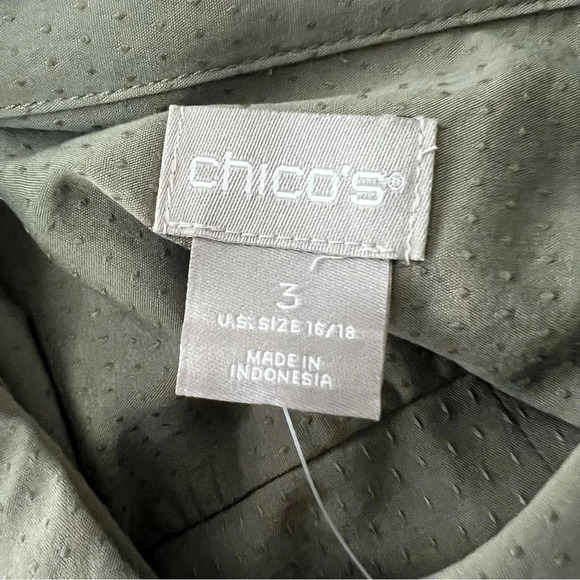 chico's®
3
U.S. SIZE 16/18
MADE IN
INDONESIA